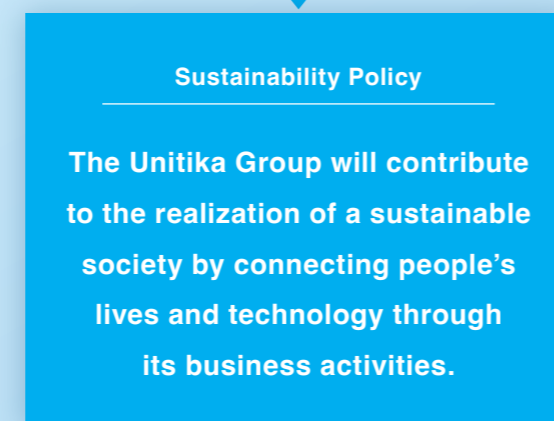 Sustainability Policy
The Unitika Group will contribute
to the realization of a sustainable
society by connecting people’s
lives and technology through
its business activities.